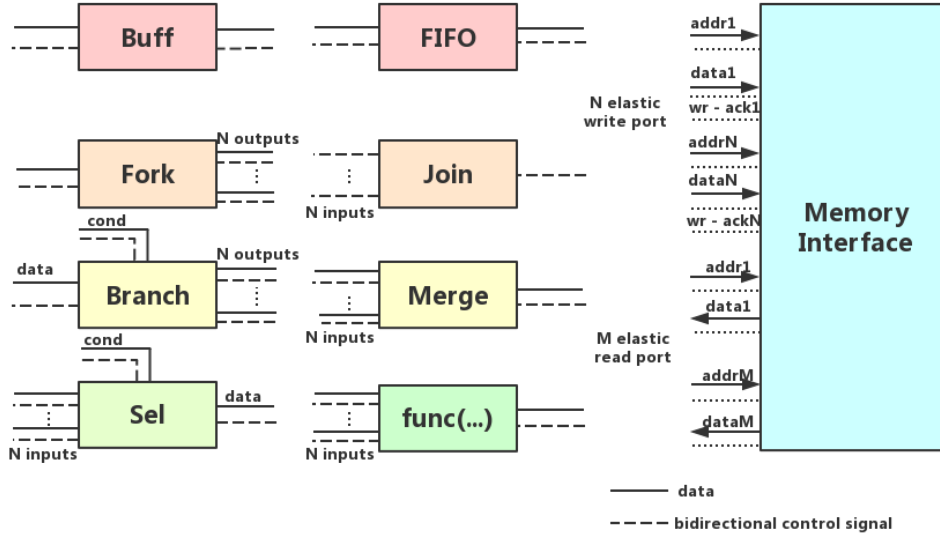 Buff
FIFO
addr1
data1
N elastic
write port
wr - ack1
N outputs
Fork
Join
N inputs
addrN
dataN
wr - ackN
Memory
Interface
cond
N outputs
data
Branch
Merge
N inputs
addr1
data1
M elastic
read port
cond
Sel
data
N inputs
func(...)
N inputs
addrM
dataM
data
bidirectional control signal